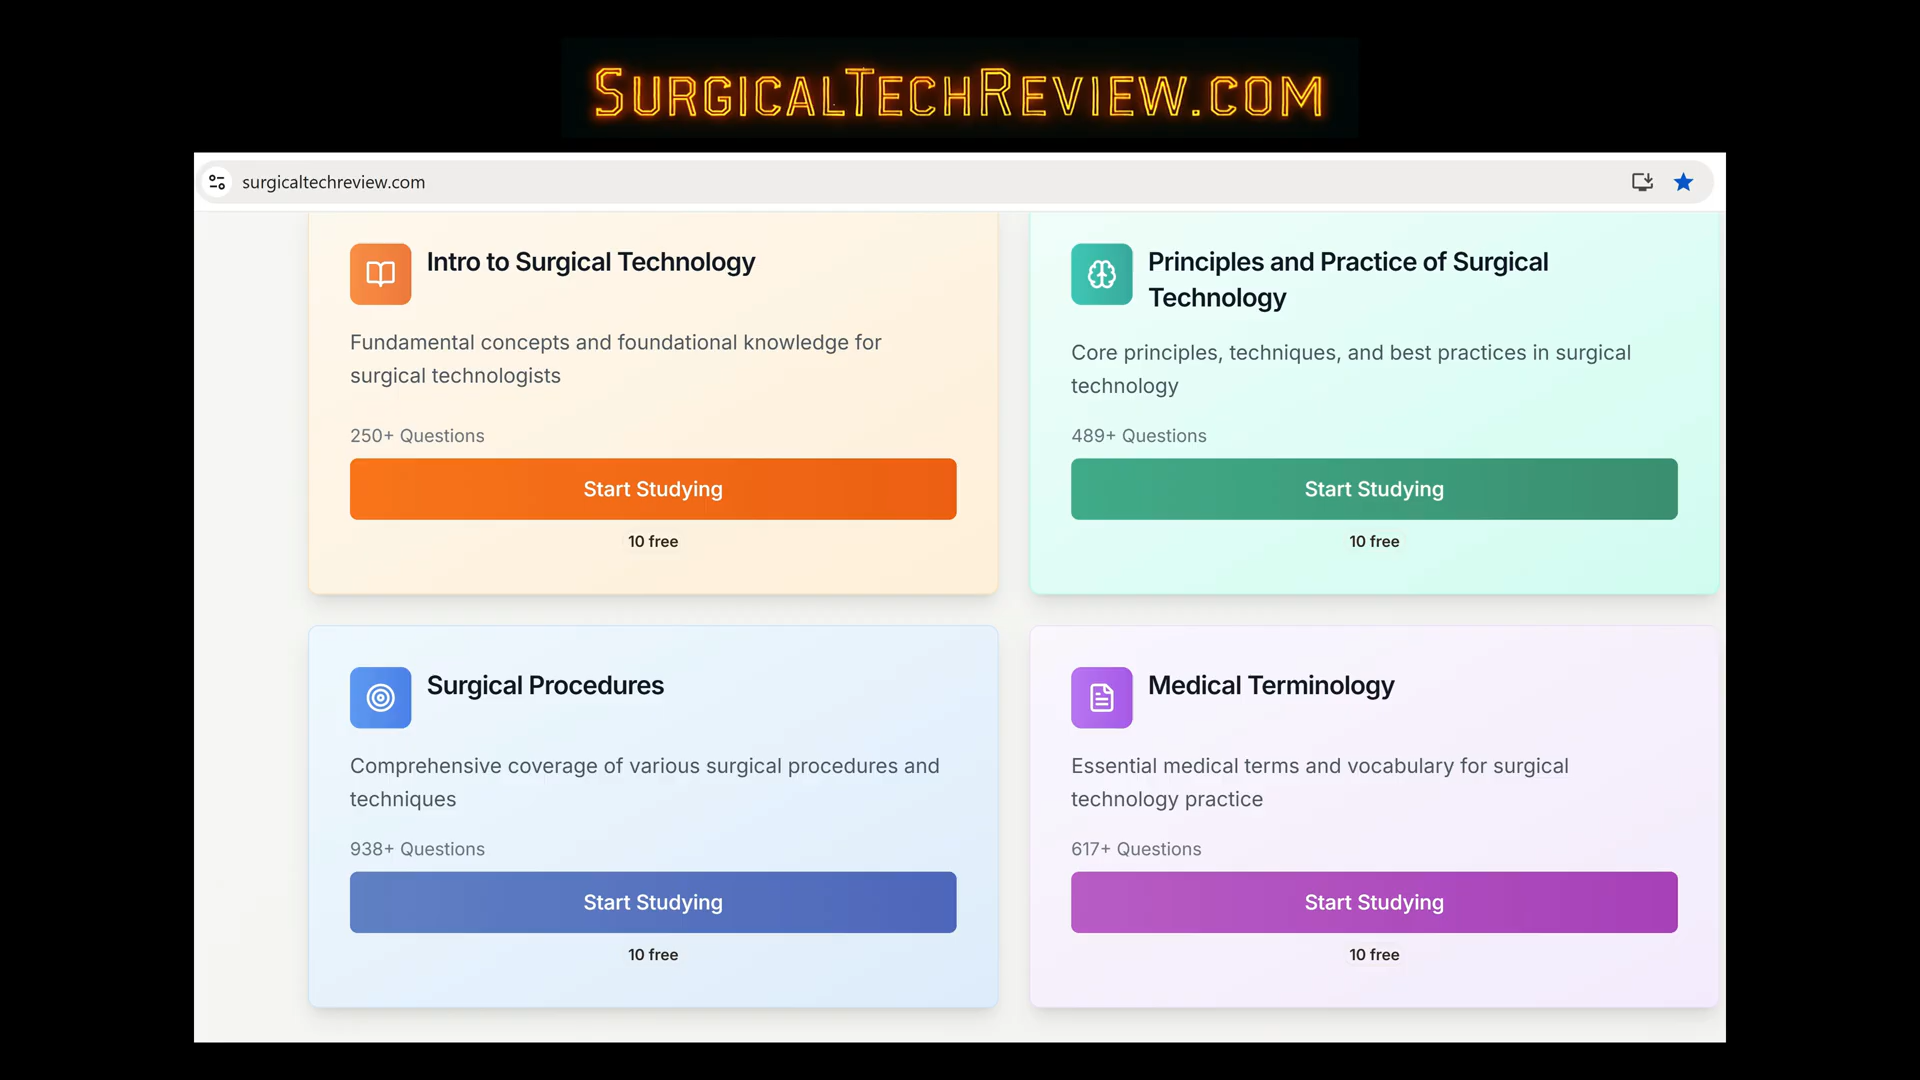 SurgicalTechReview.com
surgicaltechreview.com
Intro to Surgical Technology
Fundamental concepts and foundational knowledge for
surgical technologists
250+ Questions
Start Studying
10 free
Principles and Practice of Surgical
Technology
Core principles, techniques, and best practices in surgical
technology
489+ Questions
Start Studying
10 free
Surgical Procedures
Comprehensive coverage of various surgical procedures and
techniques
938+ Questions
Start Studying
10 free
Medical Terminology
Essential medical terms and vocabulary for surgical
technology practice
617+ Questions
Start Studying
10 free